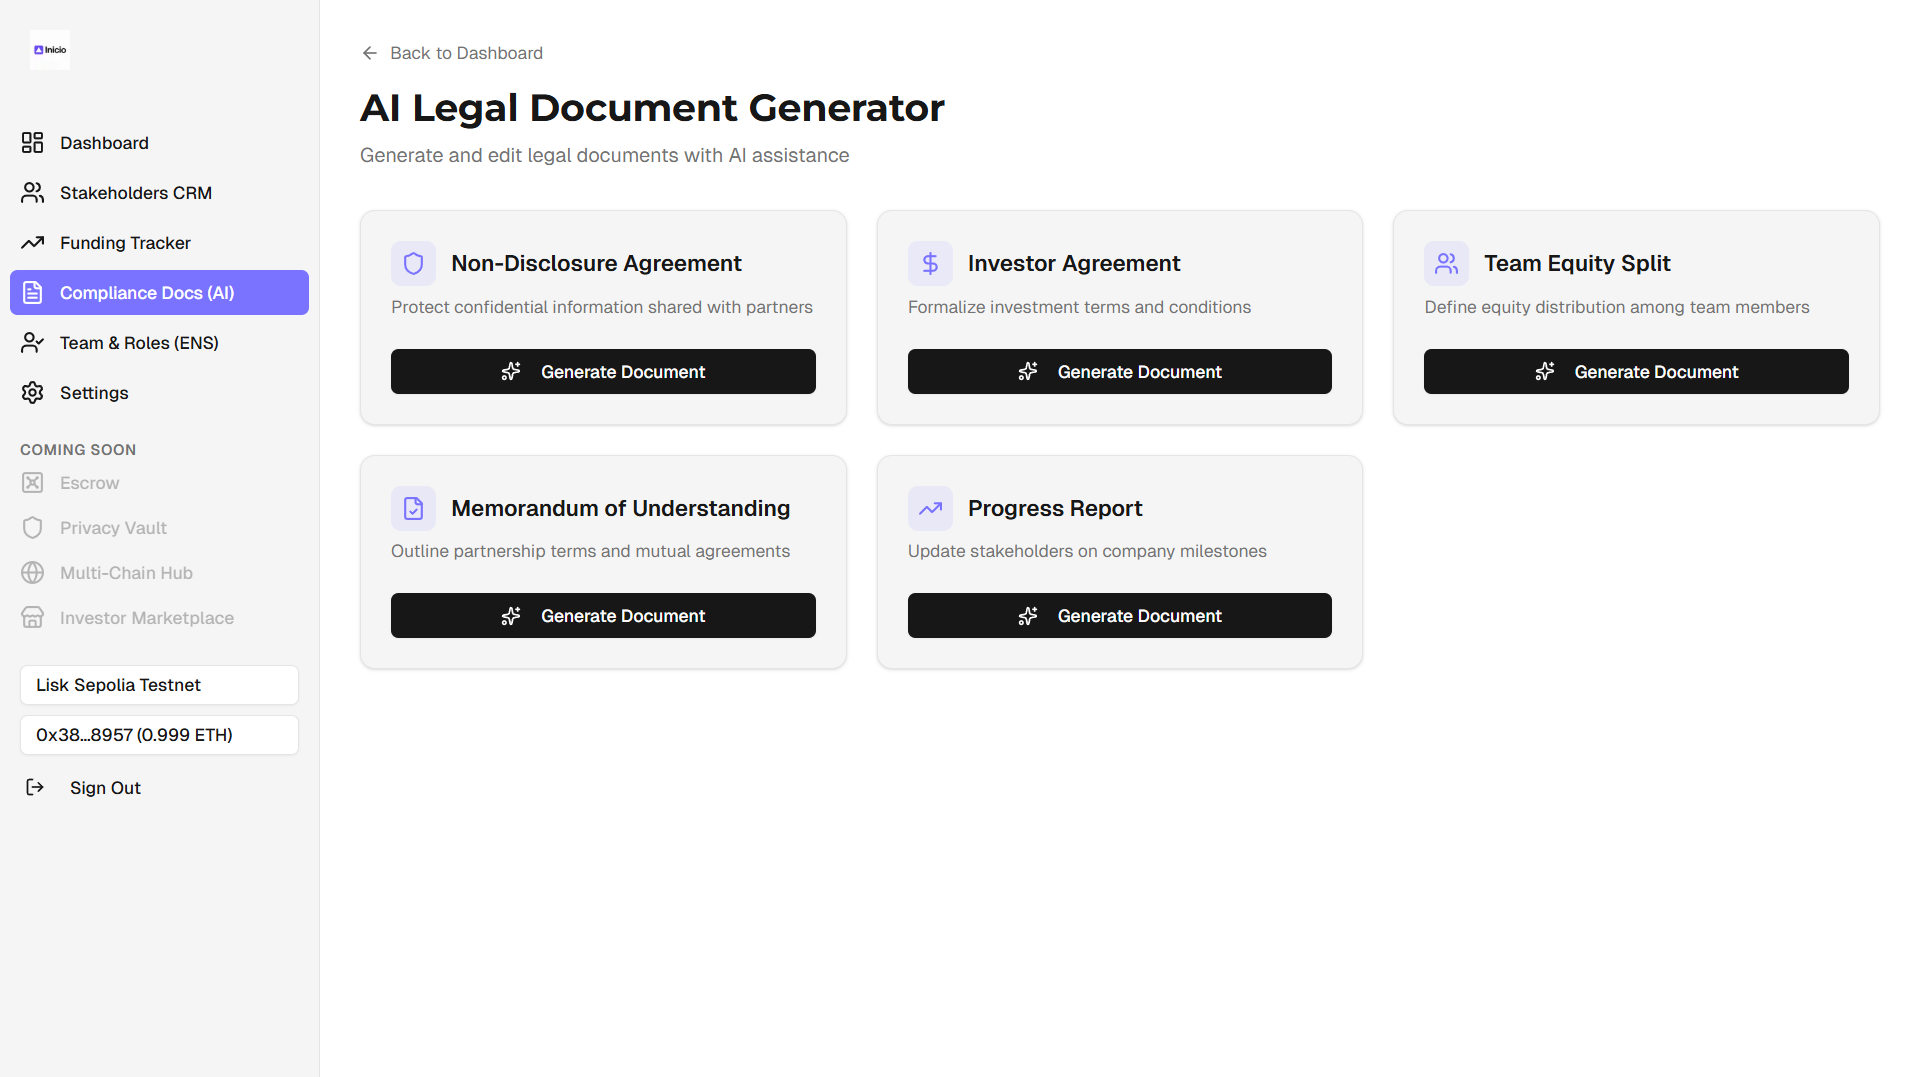 Inicio
Dashboard
Stakeholders CRM
Funding Tracker
Compliance Docs (AI)
Team & Roles (ENS)
Settings
COMING SOON
Escrow
Privacy Vault
Multi-Chain Hub
Investor Marketplace
Lisk Sepolia Testnet
0x38...8957 (0.999 ETH)
Sign Out
Back to Dashboard
AI Legal Document Generator
Generate and edit legal documents with AI assistance
Non-Disclosure Agreement
Protect confidential information shared with partners
Generate Document
Investor Agreement
Formalize investment terms and conditions
Generate Document
Team Equity Split
Define equity distribution among team members
Generate Document
Memorandum of Understanding
Outline partnership terms and mutual agreements
Generate Document
Progress Report
Update stakeholders on company milestones
Generate Document